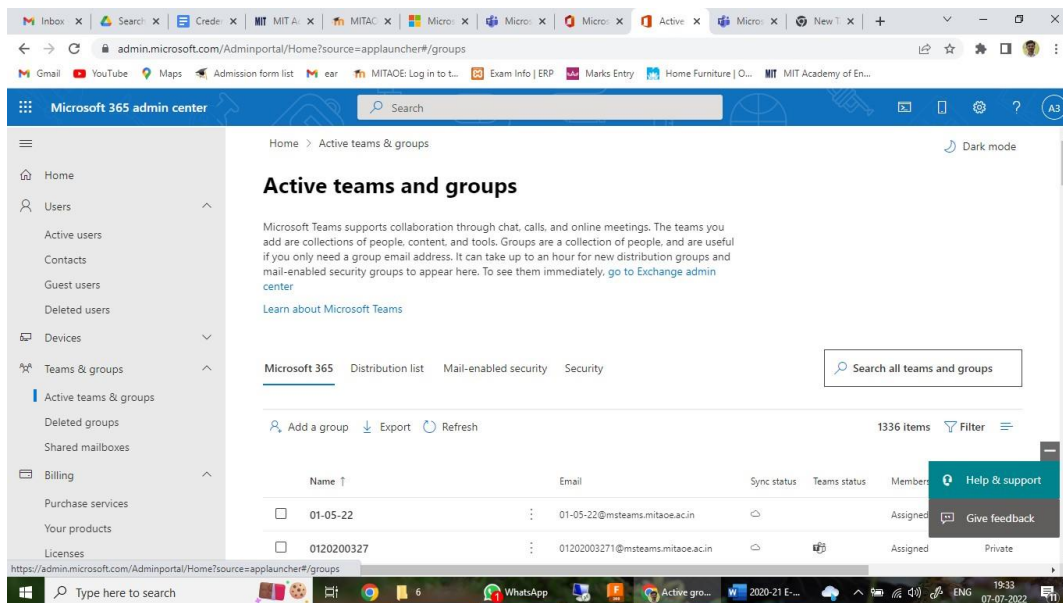 Inbox
Search
Creder
MIT MIT Ac
MITAC
Micro:
Micros
Micros
Active
Micros
New T
admin.microsoft.com/Adminportal/Home?source=applauncher#/groups
Gmail YouTube Maps Admission form list ear MITAOE: Log in to t... Exam Info | ERP Marks Entry Home Furniture | O... MIT MIT Academy of En...
Microsoft 365 admin center
Search
? A3
Home > Active teams & groups
Dark mode
Home
Users
Active users
Contacts
Guest users
Deleted users
Devices
Teams & groups
Active teams & groups
Deleted groups
Shared mailboxes
Billing
Purchase services
Your products
Licenses
Active teams and groups
Microsoft Teams supports collaboration through chat, calls, and online meetings. The teams you
add are collections of people, content, and tools. Groups are a collection of people, and are useful
if you only need a group email address. It can take up to an hour for new distribution groups and
mail-enabled security groups to appear here. To see them immediately, go to Exchange admin
center
Learn about Microsoft Teams
Microsoft 365 Distribution list Mail-enabled security Security
Search all teams and groups
Add a group Export Refresh
1336 items Filter
Name ↑ Email Sync status Teams status Members
01-05-22 01-05-22@msteams.mitaoe.ac.in Assigned
0120200327 01202003271@msteams.mitaoe.ac.in Assigned Private
Help & support
Give feedback
https://admin.microsoft.com/Adminportal/Home?source=applauncher#/groups
Type here to search
6
WhatsApp
Active gro...
2020-21 E-...
ENG
19:33
07-07-2022